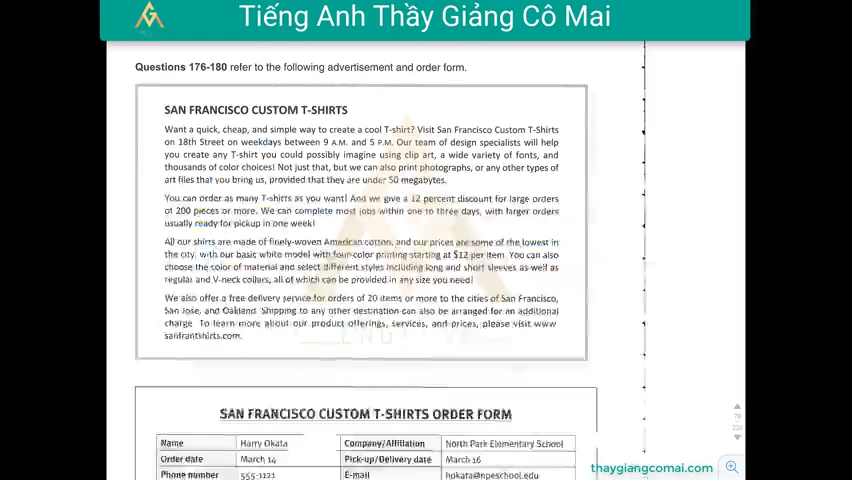 Tiếng Anh Thầy Giảng Cô Mai
Questions 176-180 refer to the following advertisement and order form.
SAN FRANCISCO CUSTOM T-SHIRTS
Want a quick, cheap, and simple way to create a cool T-shirt? Visit San Francisco Custom T-Shirts
on 18th Street on weekdays between 9 A.M. and 5 P.M. Our team of design specialists will help
you create any T-shirt you could possibly imagine using clip art, a wide variety of fonts, and
thousands of color choices! Not just that, but we can also print photographs, or any other types of
art files that you bring us, provided that they are under 50 megabytes.
You can order as many T-shirts as you want! And we give a 12 percent discount for large orders
of 200 pieces or more. We can complete most jobs within one to three days, with larger orders
usually ready for pickup in one week!
All our shirts are made of finely-woven American cotton, and our prices are some of the lowest in
the city, with our basic white model with four-color printing starting at $12 per item. You can also
choose the color of material and select different styles including long and short sleeves as well as
regular and V-neck collars, all of which can be provided in any size you need!
We also offer a free delivery service for orders of 20 items or more to the cities of San Francisco,
San Jose, and Oakland. Shipping to any other destination can also be arranged for an additional
charge. To learn more about our product offerings, services, and prices, please visit www
sanfrantshirts.com.
ENG
SAN FRANCISCO CUSTOM T-SHIRTS ORDER FORM
Name Harry Okata Company/Affiliation North Park Elementary School
Order date March 14 Pick-up/Delivery date March 16
Phone number 555-1121 E-mail hokata@npeschool.edu
79
210
thaygiangcomai.com